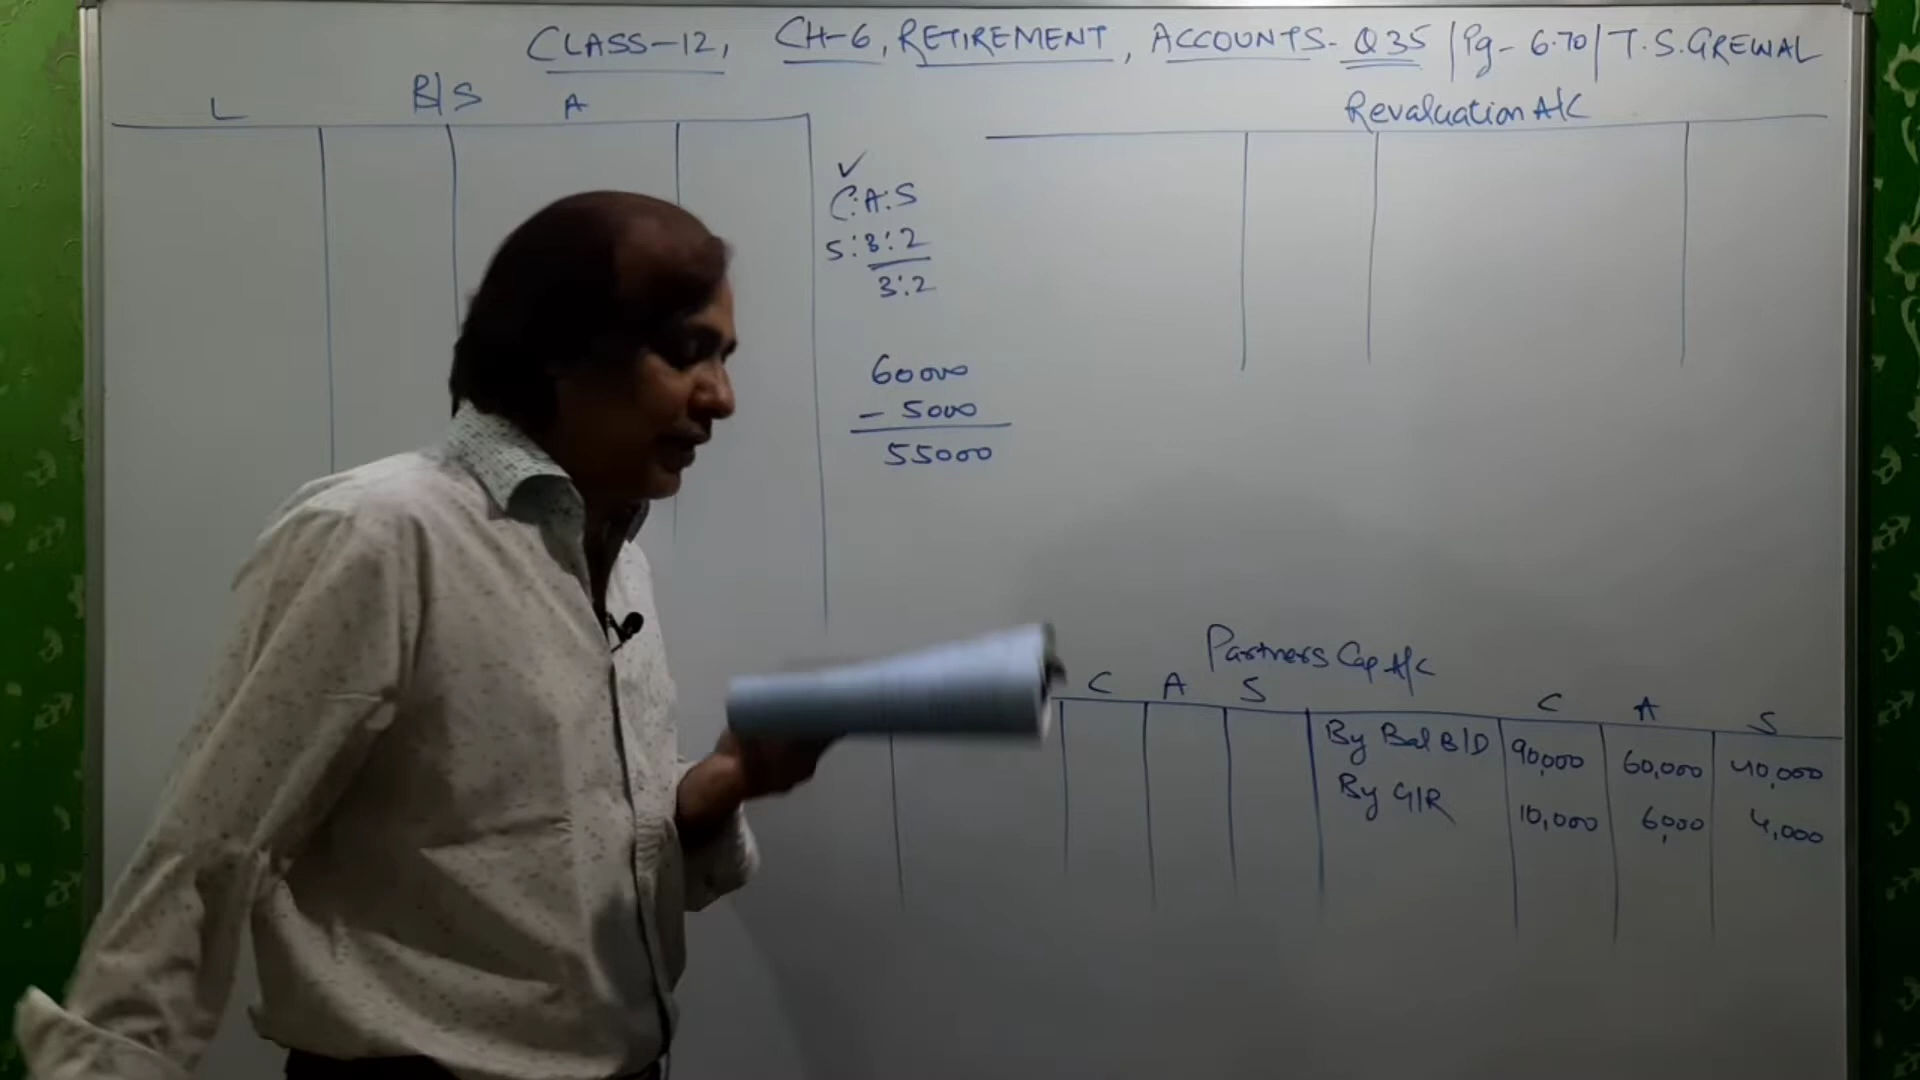 CLASS-12, CH-6, RETIREMENT, ACCOUNTS- Q35 | Pg- 6.70 | T.S.GREWAL
B/S
L A
Revaluation A/C
✓
C:A:S
5:3:2
3:2
60000
- 5000
55000
Partners Cap A/c
C A S C A S
By Bal B/D 90,000 60,000 40,000
By G/R 10,000 6,000 4,000